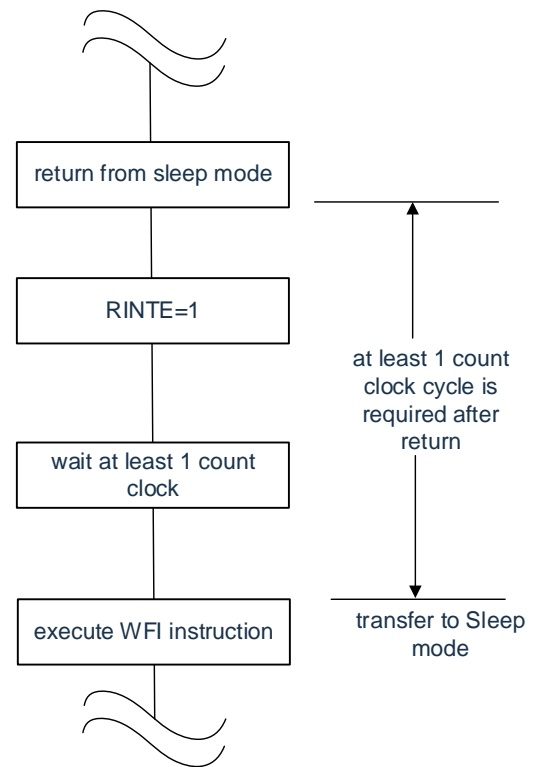 return from sleep mode
RINTE=1
at least 1 count
clock cycle is
required after
return
wait at least 1 count
clock
execute WFI instruction
transfer to Sleep
mode